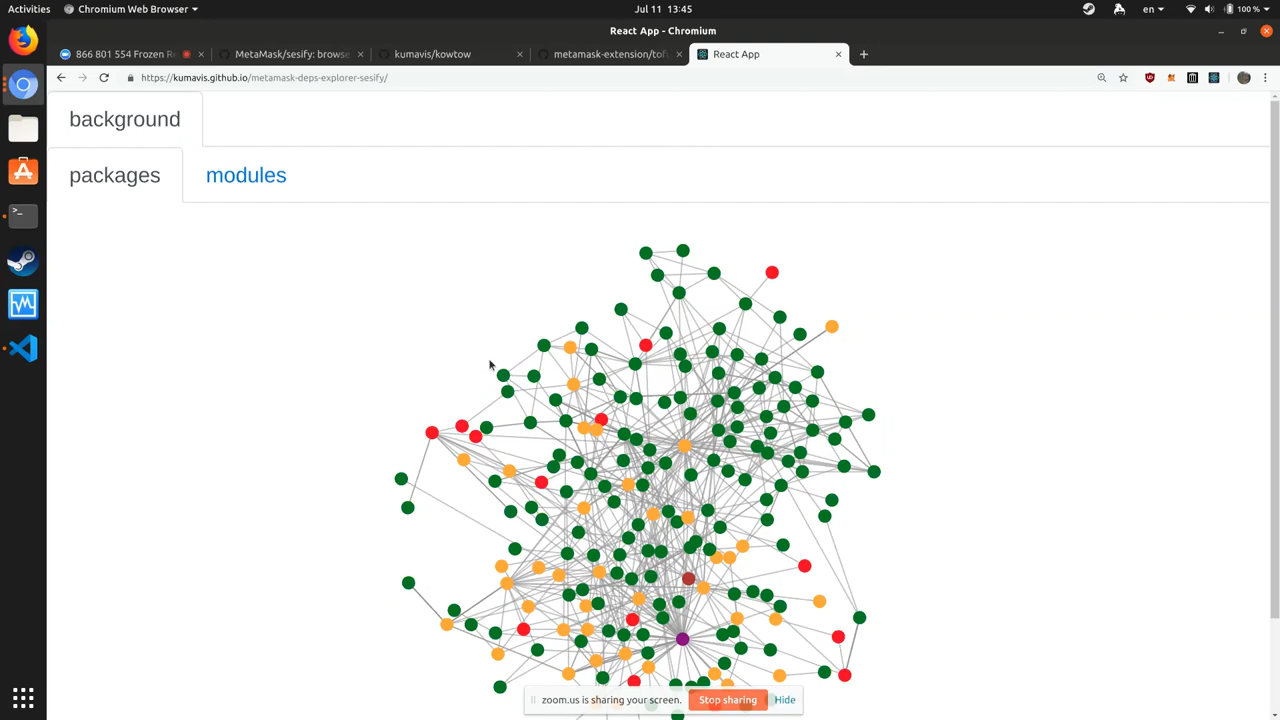 Activities
Chromium Web Browser
Jul 11 13:45
en
100 %
React App - Chromium
866 801 554 Frozen Re
MetaMask/sesify: browse
kumavis/kowtow
metamask-extension/tof
React App
https://kumavis.github.io/metamask-deps-explorer-sesify/
background
packages
modules
zoom.us is sharing your screen.
Stop sharing
Hide